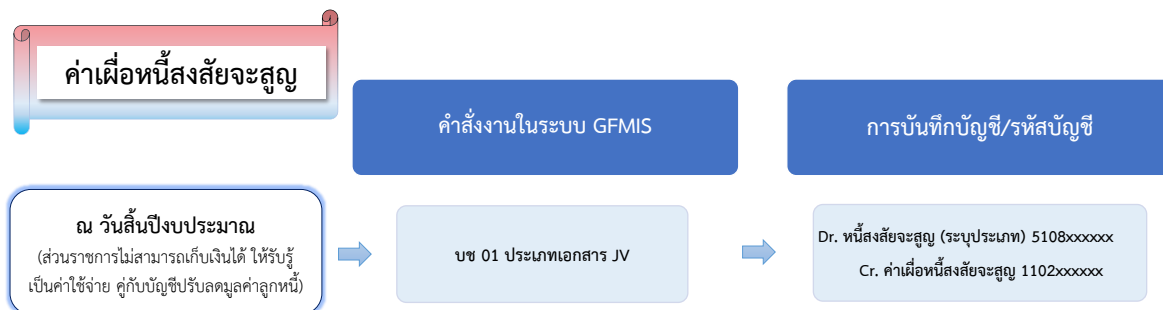 ค่าเผื่อหนี้สงสัยจะสูญ
คำสั่งงานในระบบ GFMIS
การบันทึกบัญชี/รหัสบัญชี
ณ วันสิ้นปีงบประมาณ
(ส่วนราชการไม่สามารถเก็บเงินได้ ให้รับรู้
เป็นค่าใช้จ่าย คู่กับบัญชีปรับลดมูลค่าลูกหนี้)
บช 01 ประเภทเอกสาร JV
Dr. หนี้สงสัยจะสูญ (ระบุประเภท) 5108xxxxxx
Cr. ค่าเผื่อหนี้สงสัยจะสูญ 1102xxxxxx